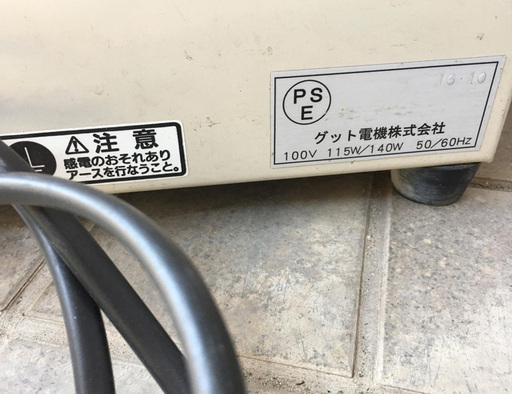 注意
感電のおそれあり
アースを行なうこと。
16・10
PS
E
グット電機株式会社
100V 115W/140W 50/60Hz